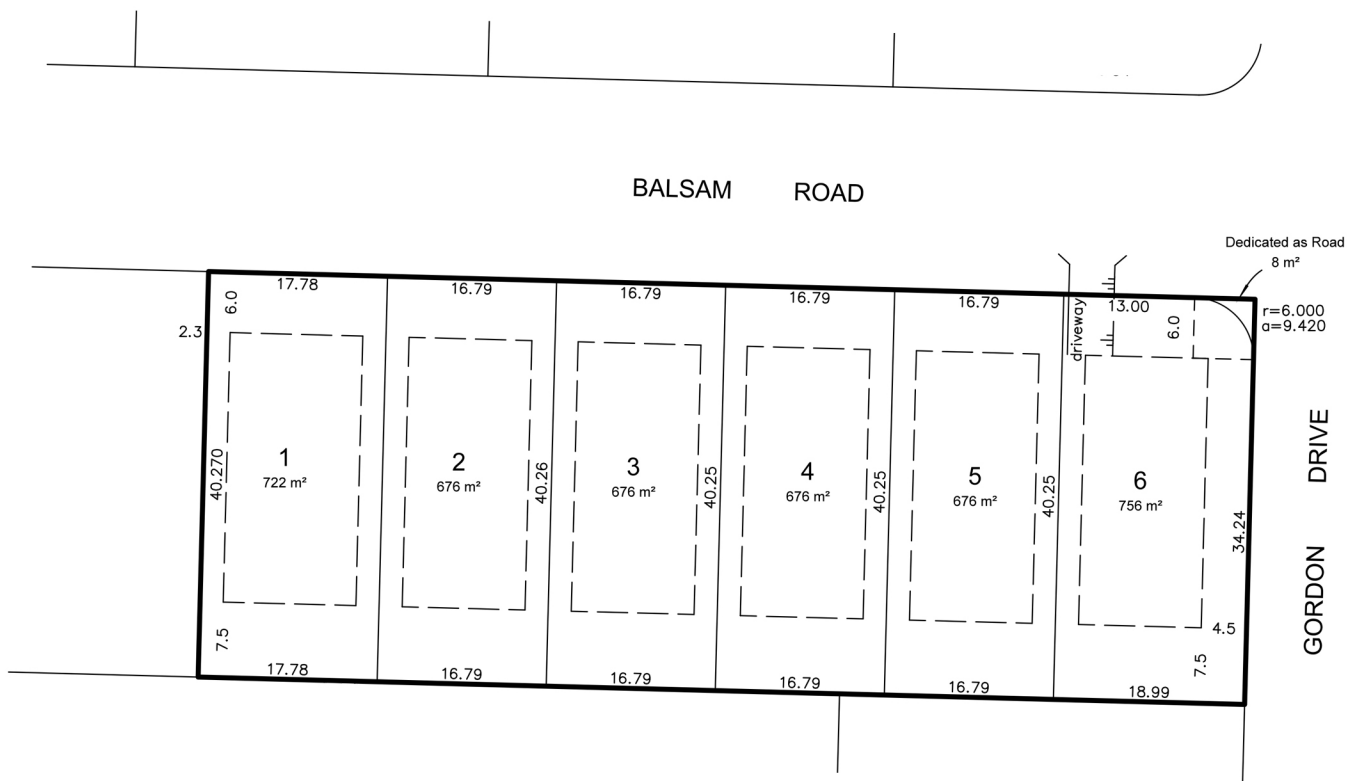 BALSAM ROAD
Dedicated as Road
8 m²
r=6.000
a=9.420
17.78
16.79
16.79
16.79
16.79
13.00
6.0
2.3
driveway
6.0
GORDON DRIVE
1
722 m²
2
676 m²
3
676 m²
4
676 m²
5
676 m²
6
756 m²
40.270
40.26
40.25
40.25
40.25
34.24
7.5
4.5
7.5
17.78
16.79
16.79
16.79
16.79
18.99